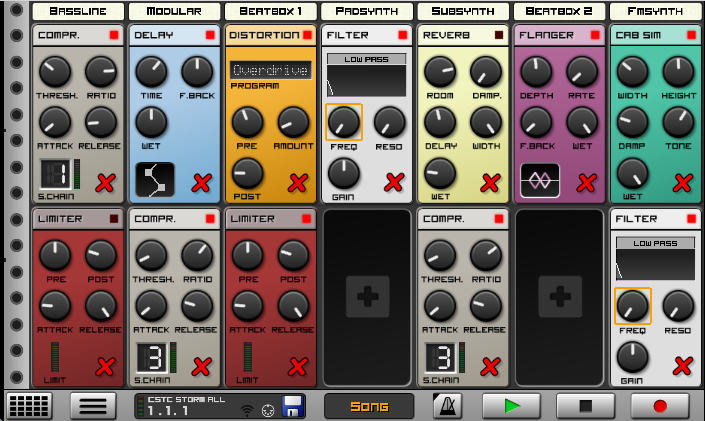 BASSLINE MODULAR BEATBOX 1 PADSYNTH SUBSYNTH BEATBOX 2 FMSYNTH
COMPR. DELAY DISTORTION FILTER REVERB FLANGER CAB SIM
LOW PASS
Overdrive
THRESH. RATIO TIME F.BACK PROGRAM ROOM DAMP. DEPTH RATE WIDTH HEIGHT
ATTACK RELEASE WET PRE AMOUNT FREQ RESO DELAY WIDTH F.BACK WET DAMP TONE
1
S.CHAIN POST GAIN WET WET
LIMITER COMPR. LIMITER COMPR. FILTER
LOW PASS
PRE POST THRESH. RATIO PRE POST THRESH. RATIO
ATTACK RELEASE ATTACK RELEASE ATTACK RELEASE ATTACK RELEASE FREQ RESO
3 3
LIMIT S.CHAIN LIMIT S.CHAIN GAIN
CSTC STORM ALL
1.1.1
SONG